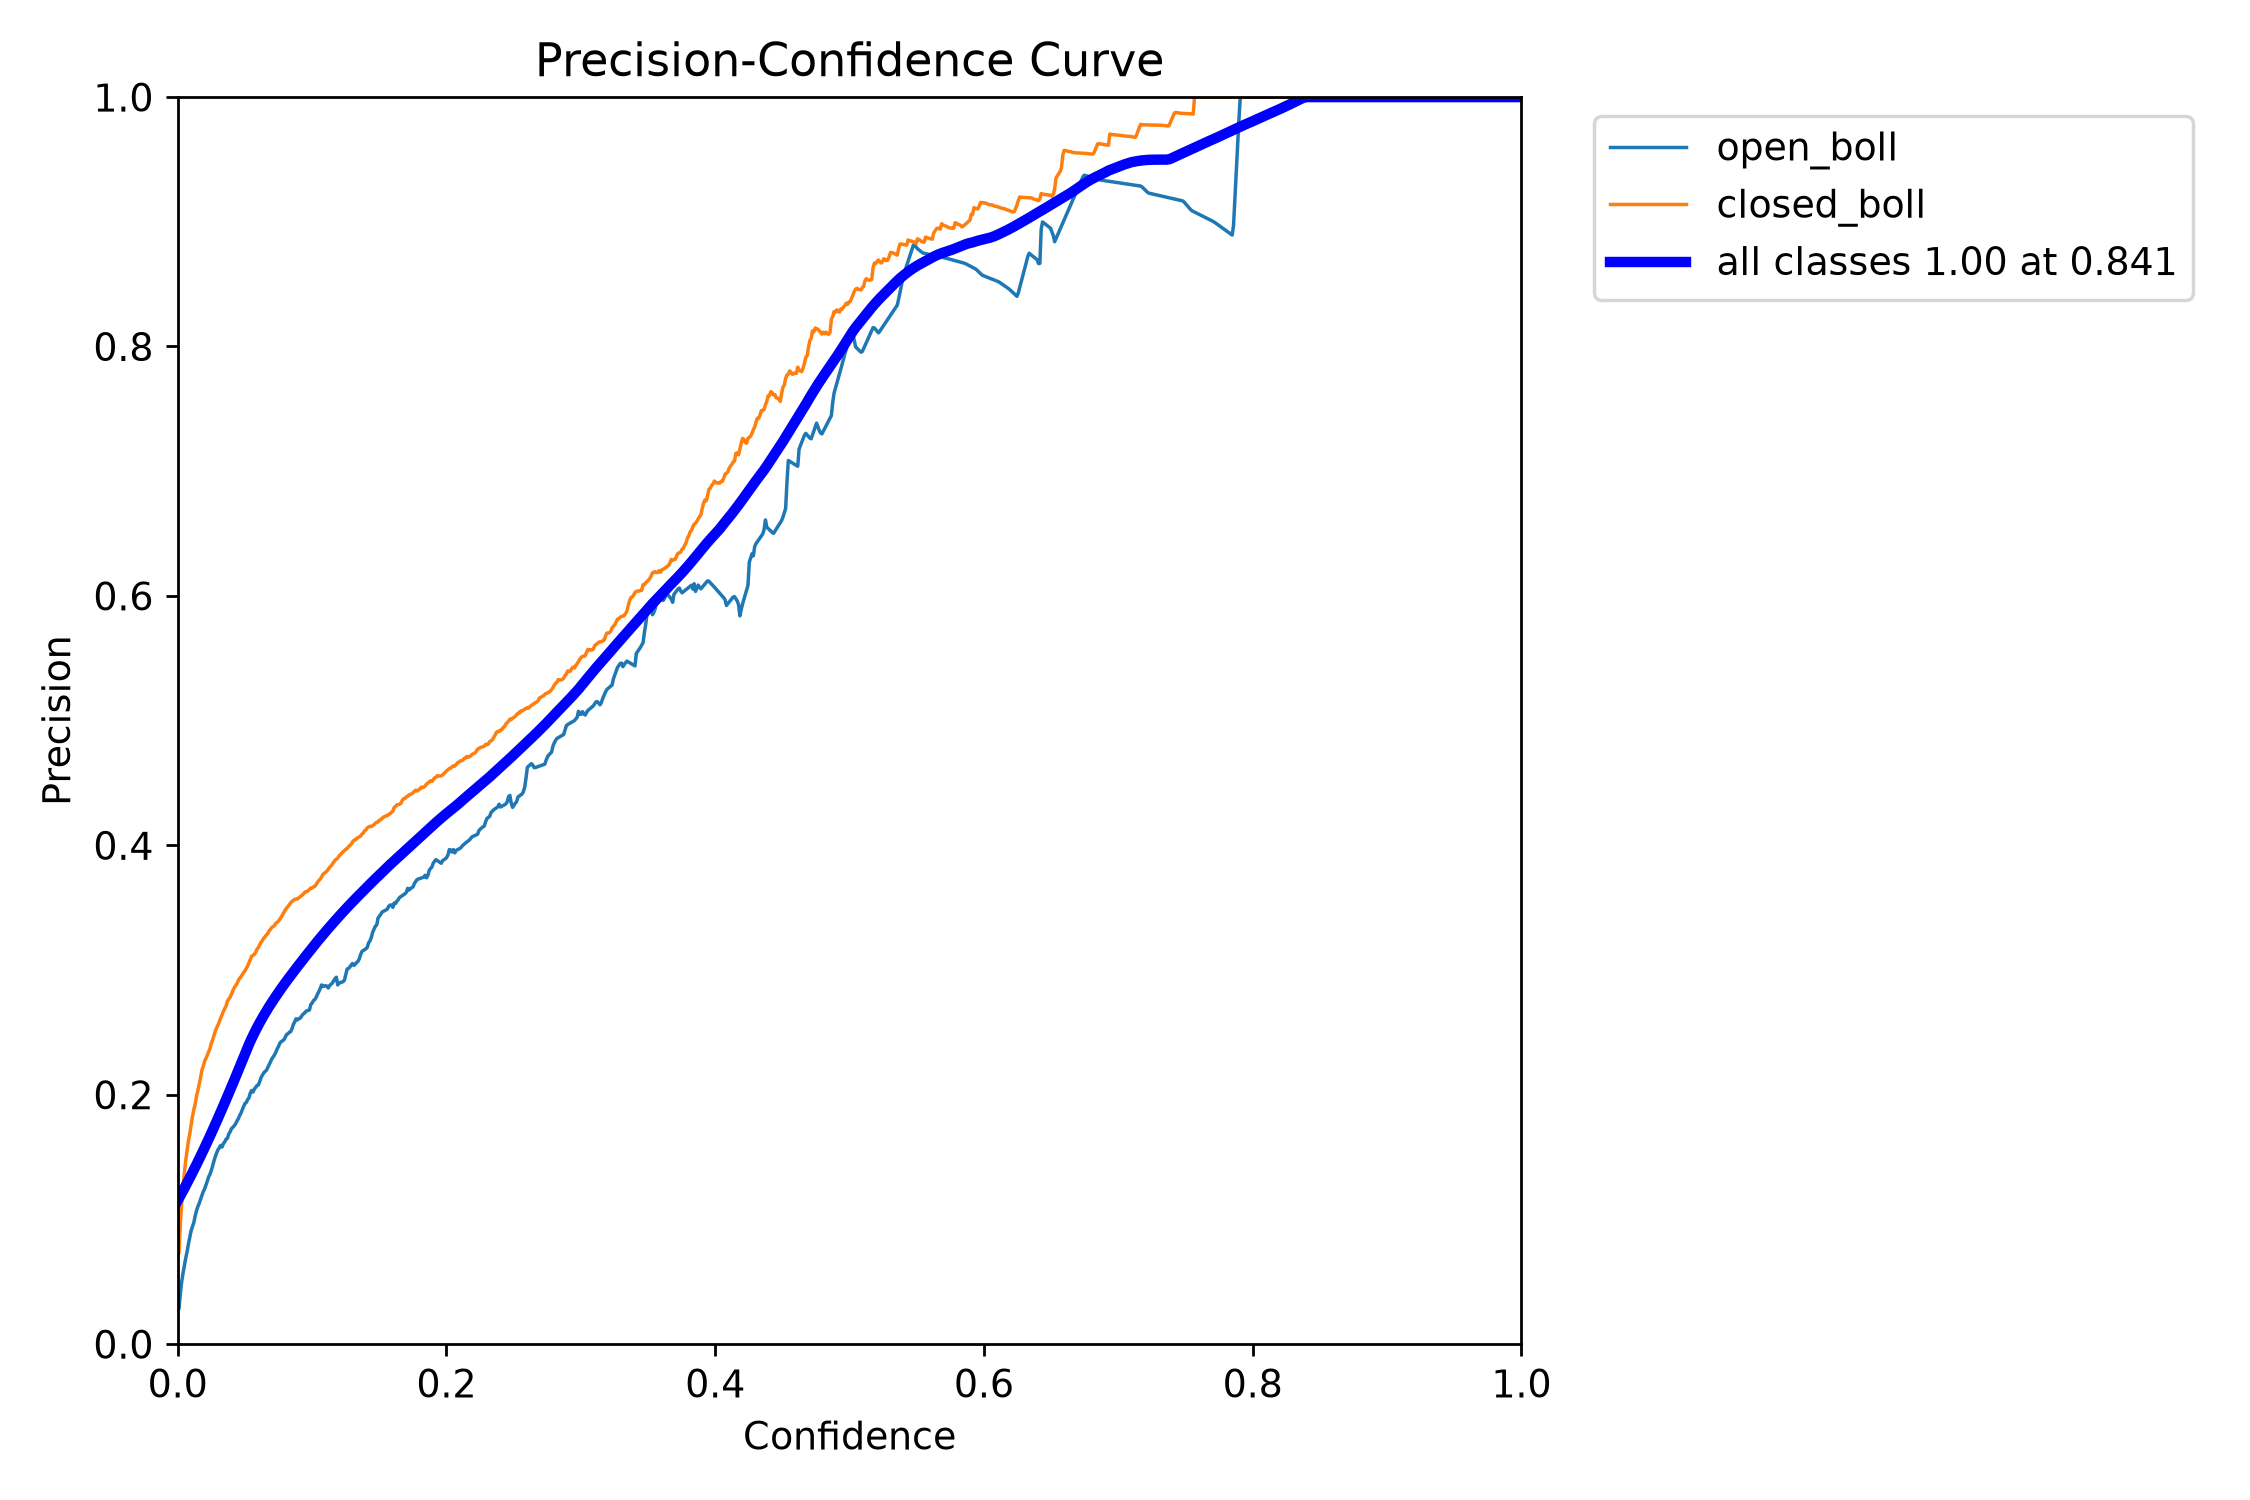 Precision-Confidence Curve
1.0
0.8
0.6
0.4
0.2
0.0
Precision
0.0 0.2 0.4 0.6 0.8 1.0
Confidence
open_boll
closed_boll
all classes 1.00 at 0.841